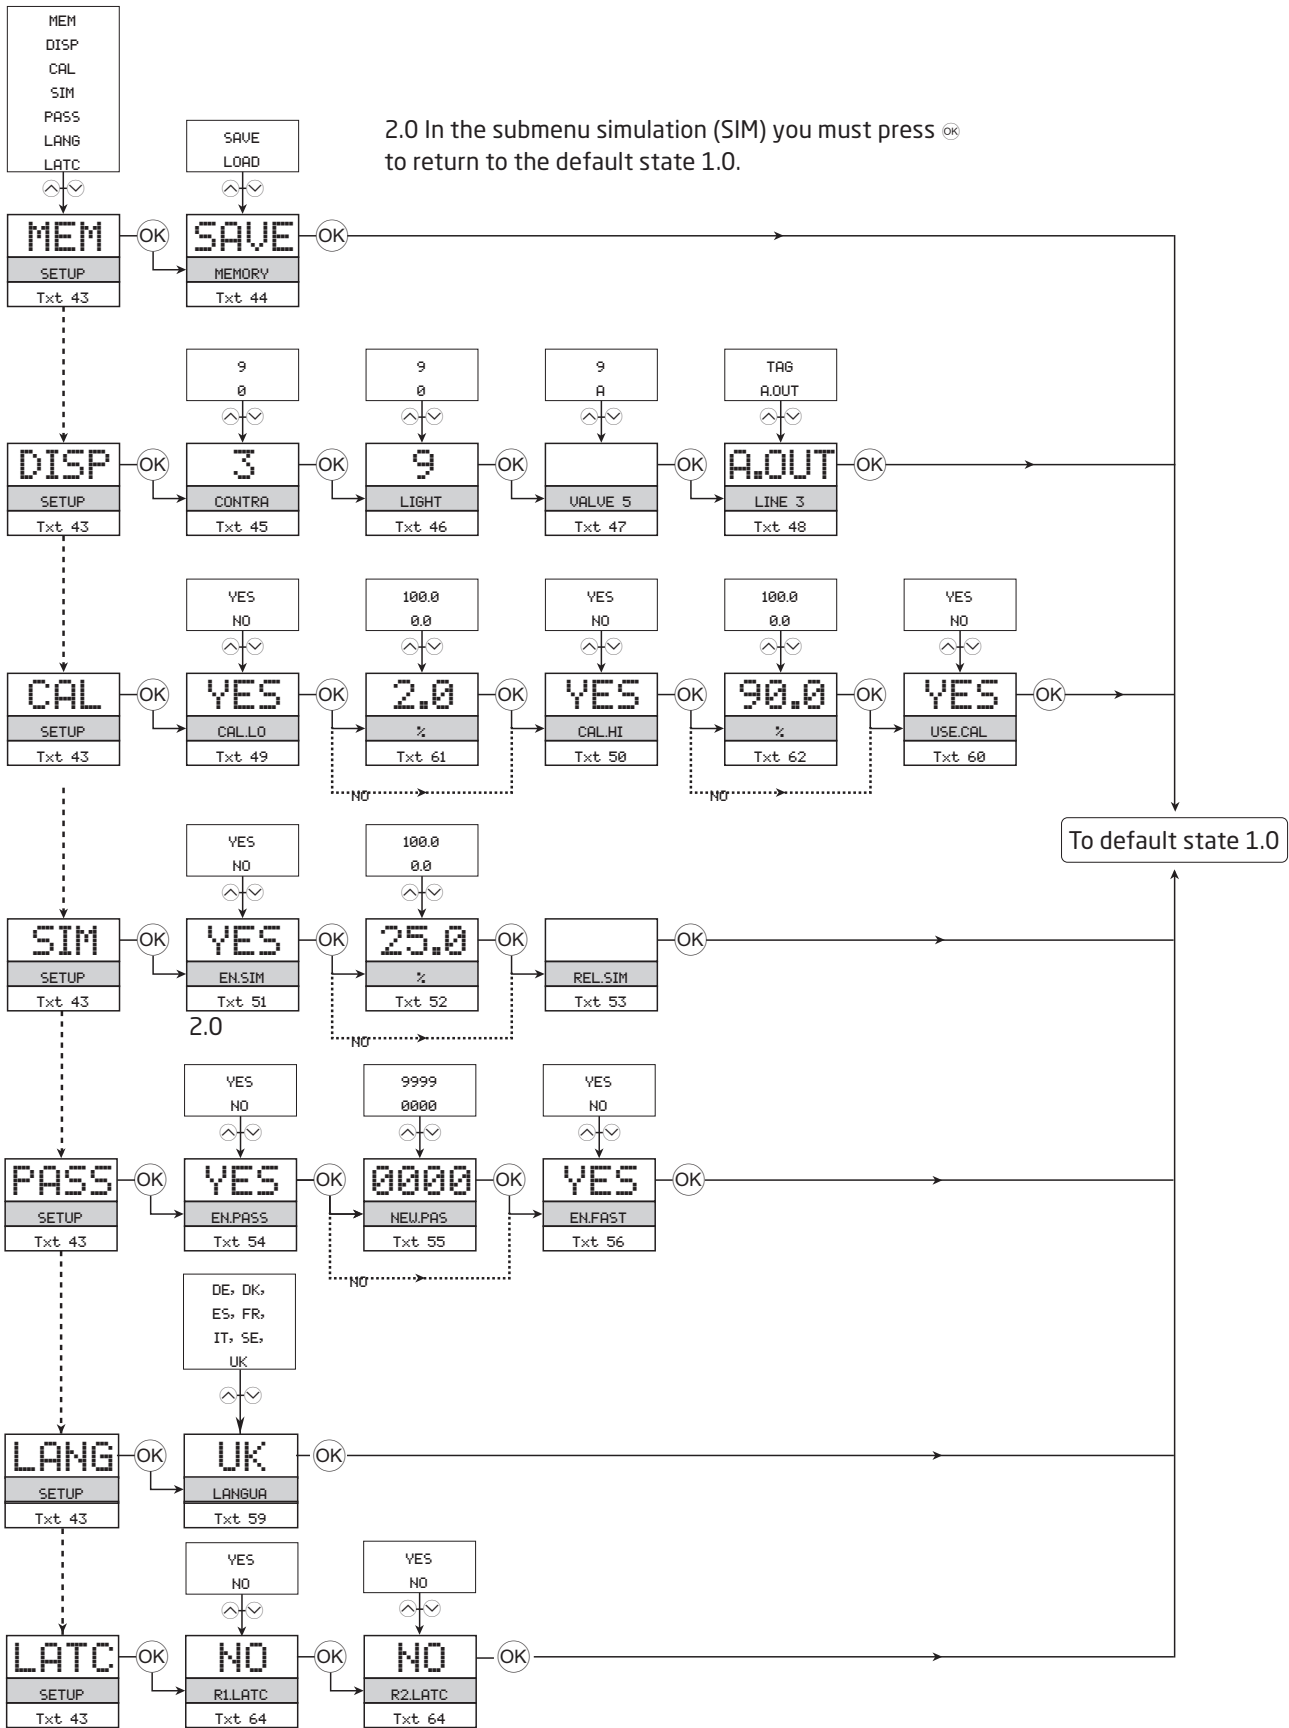 MEM
DISP
CAL
SIM
PASS
LANG
LATC
SAVE
LOAD
2.0 In the submenu simulation (SIM) you must press OK
to return to the default state 1.0.
MEM OK SAVE OK
SETUP MEMORY
Txt 43 Txt 44
9 9 9 TAG
0 0 A A.OUT
DISP OK 3 OK 9 OK OK A.OUT OK
SETUP CONTRA LIGHT VALVE 5 LINE 3
Txt 43 Txt 45 Txt 46 Txt 47 Txt 48
YES 100.0 YES 100.0 YES
NO 0.0 NO 0.0 NO
CAL OK YES OK 2.0 OK YES OK 90.0 OK YES OK
SETUP CAL.LO % CAL.HI % USE.CAL
Txt 43 Txt 49 Txt 61 Txt 50 Txt 62 Txt 60
NO NO
To default state 1.0
YES 100.0
NO 0.0
SIM OK YES OK 25.0 OK OK
SETUP EN.SIM % REL.SIM
Txt 43 Txt 51 Txt 52 Txt 53
2.0
NO
YES 9999 YES
NO 0000 NO
PASS OK YES OK 0000 OK YES OK
SETUP EN.PASS NEW.PAS EN.FAST
Txt 43 Txt 54 Txt 55 Txt 56
NO
DE, DK,
ES, FR,
IT, SE,
UK
LANG OK UK OK
SETUP LANGUA
Txt 43 Txt 59
YES YES
NO NO
LATC OK NO OK NO OK
SETUP R1.LATC R2.LATC
Txt 43 Txt 64 Txt 64